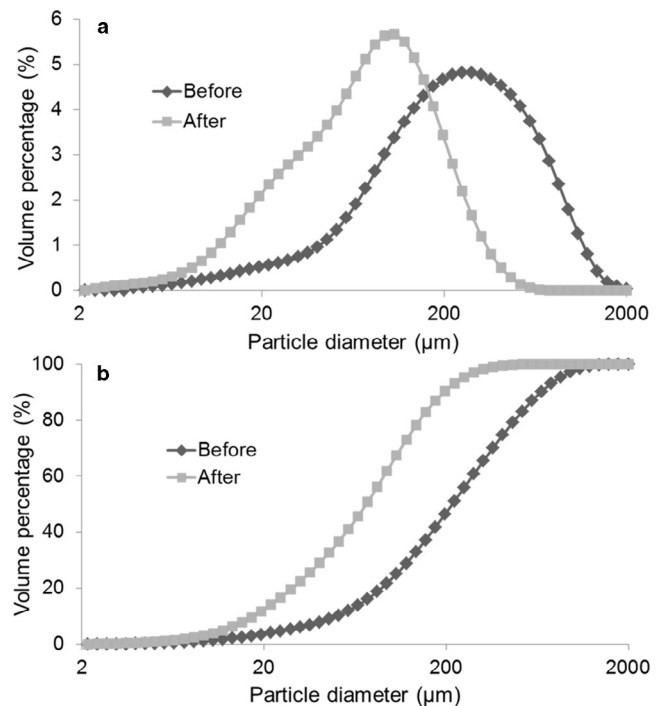 a
6
5
4
3
2
1
0
Volume percentage (%)
Before
After
2 20 200 2000
Particle diameter (µm)
b
100
80
60
40
20
0
Volume percentage (%)
Before
After
2 20 200 2000
Particle diameter (µm)